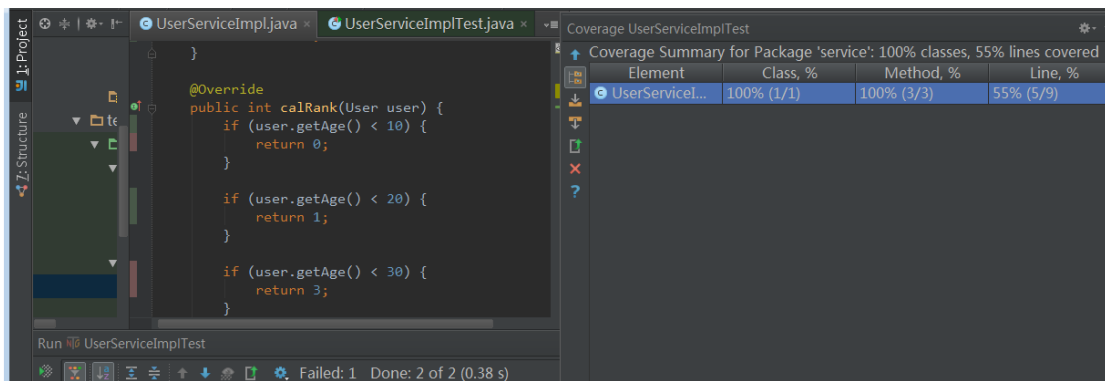 1: Project
7: Structure
te
UserServiceImpl.java ×
UserServiceImplTest.java ×
}
@Override
public int calRank(User user) {
if (user.getAge() < 10) {
return 0;
}
if (user.getAge() < 20) {
return 1;
}
if (user.getAge() < 30) {
return 3;
}
Run UserServiceImplTest
Failed: 1 Done: 2 of 2 (0.38 s)
Coverage UserServiceImplTest
Coverage Summary for Package 'service': 100% classes, 55% lines covered
Element Class, % Method, % Line, %
UserServiceI... 100% (1/1) 100% (3/3) 55% (5/9)